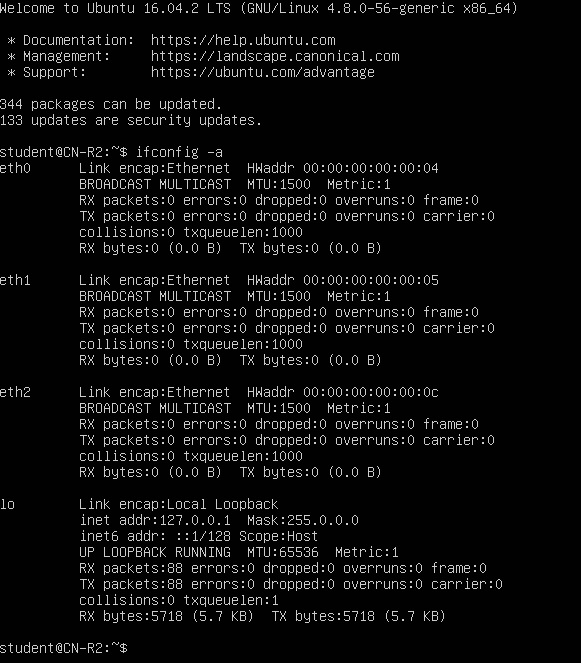 Welcome to Ubuntu 16.04.2 LTS (GNU/Linux 4.8.0-56-generic x86_64)

 * Documentation:  https://help.ubuntu.com
 * Management:     https://landscape.canonical.com
 * Support:        https://ubuntu.com/advantage

344 packages can be updated.
133 updates are security updates.

student@CN-R2:~$ ifconfig -a
eth0      Link encap:Ethernet  HWaddr 00:00:00:00:00:04
          BROADCAST MULTICAST  MTU:1500  Metric:1
          RX packets:0 errors:0 dropped:0 overruns:0 frame:0
          TX packets:0 errors:0 dropped:0 overruns:0 carrier:0
          collisions:0 txqueuelen:1000
          RX bytes:0 (0.0 B)  TX bytes:0 (0.0 B)

eth1      Link encap:Ethernet  HWaddr 00:00:00:00:00:05
          BROADCAST MULTICAST  MTU:1500  Metric:1
          RX packets:0 errors:0 dropped:0 overruns:0 frame:0
          TX packets:0 errors:0 dropped:0 overruns:0 carrier:0
          collisions:0 txqueuelen:1000
          RX bytes:0 (0.0 B)  TX bytes:0 (0.0 B)

eth2      Link encap:Ethernet  HWaddr 00:00:00:00:00:0c
          BROADCAST MULTICAST  MTU:1500  Metric:1
          RX packets:0 errors:0 dropped:0 overruns:0 frame:0
          TX packets:0 errors:0 dropped:0 overruns:0 carrier:0
          collisions:0 txqueuelen:1000
          RX bytes:0 (0.0 B)  TX bytes:0 (0.0 B)

lo        Link encap:Local Loopback
          inet addr:127.0.0.1  Mask:255.0.0.0
          inet6 addr: ::1/128 Scope:Host
          UP LOOPBACK RUNNING  MTU:65536  Metric:1
          RX packets:88 errors:0 dropped:0 overruns:0 frame:0
          TX packets:88 errors:0 dropped:0 overruns:0 carrier:0
          collisions:0 txqueuelen:1
          RX bytes:5718 (5.7 KB)  TX bytes:5718 (5.7 KB)

student@CN-R2:~$